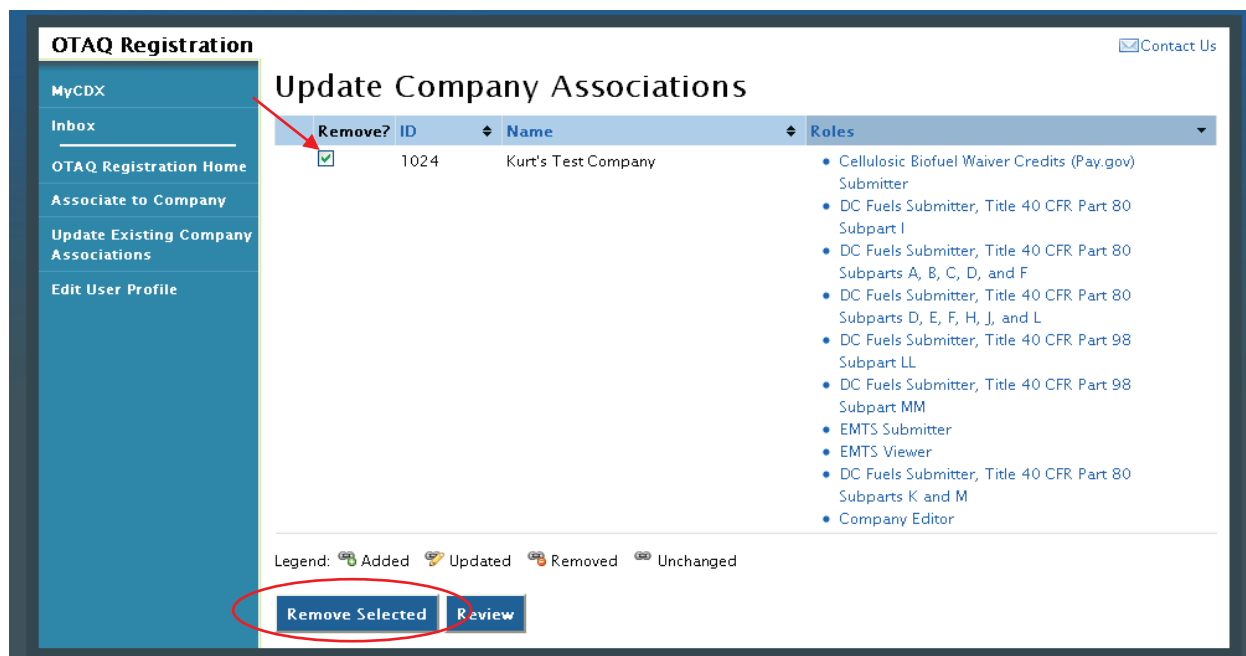 OTAQ Registration
Contact Us
MyCDX
Inbox
OTAQ Registration Home
Associate to Company
Update Existing Company
Associations
Edit User Profile
Update Company Associations
Remove? ID Name Roles
1024 Kurt's Test Company
• Cellulosic Biofuel Waiver Credits (Pay.gov)
Submitter
• DC Fuels Submitter, Title 40 CFR Part 80
Subpart I
• DC Fuels Submitter, Title 40 CFR Part 80
Subparts A, B, C, D, and F
• DC Fuels Submitter, Title 40 CFR Part 80
Subparts D, E, F, H, J, and L
• DC Fuels Submitter, Title 40 CFR Part 98
Subpart LL
• DC Fuels Submitter, Title 40 CFR Part 98
Subpart MM
• EMTS Submitter
• EMTS Viewer
• DC Fuels Submitter, Title 40 CFR Part 80
Subparts K and M
• Company Editor
Legend: Added Updated Removed Unchanged
Remove Selected Review